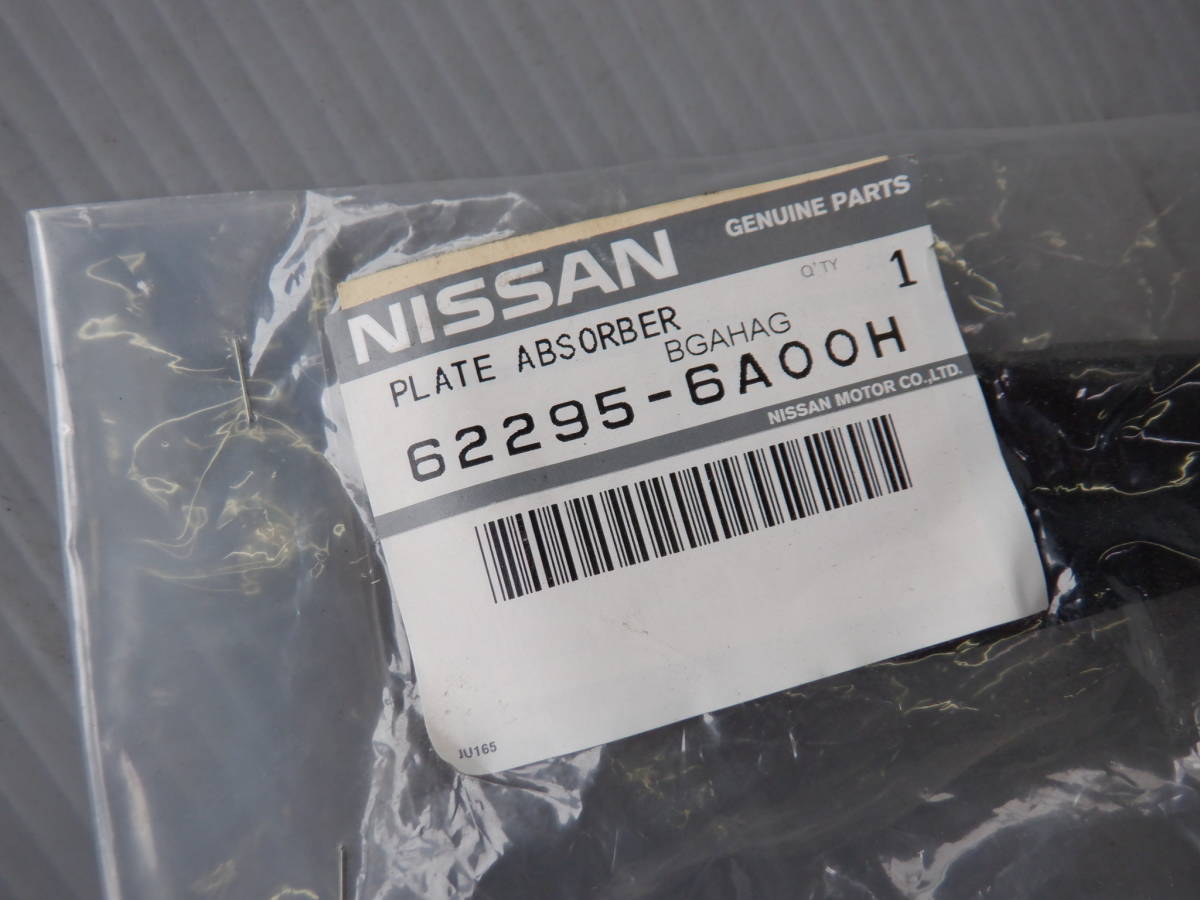 NISSAN GENUINE PARTS
PLATE ABSORBER Q'TY 1
BGAHAG
62295-6A00H
NISSAN MOTOR CO.,LTD.
JU165